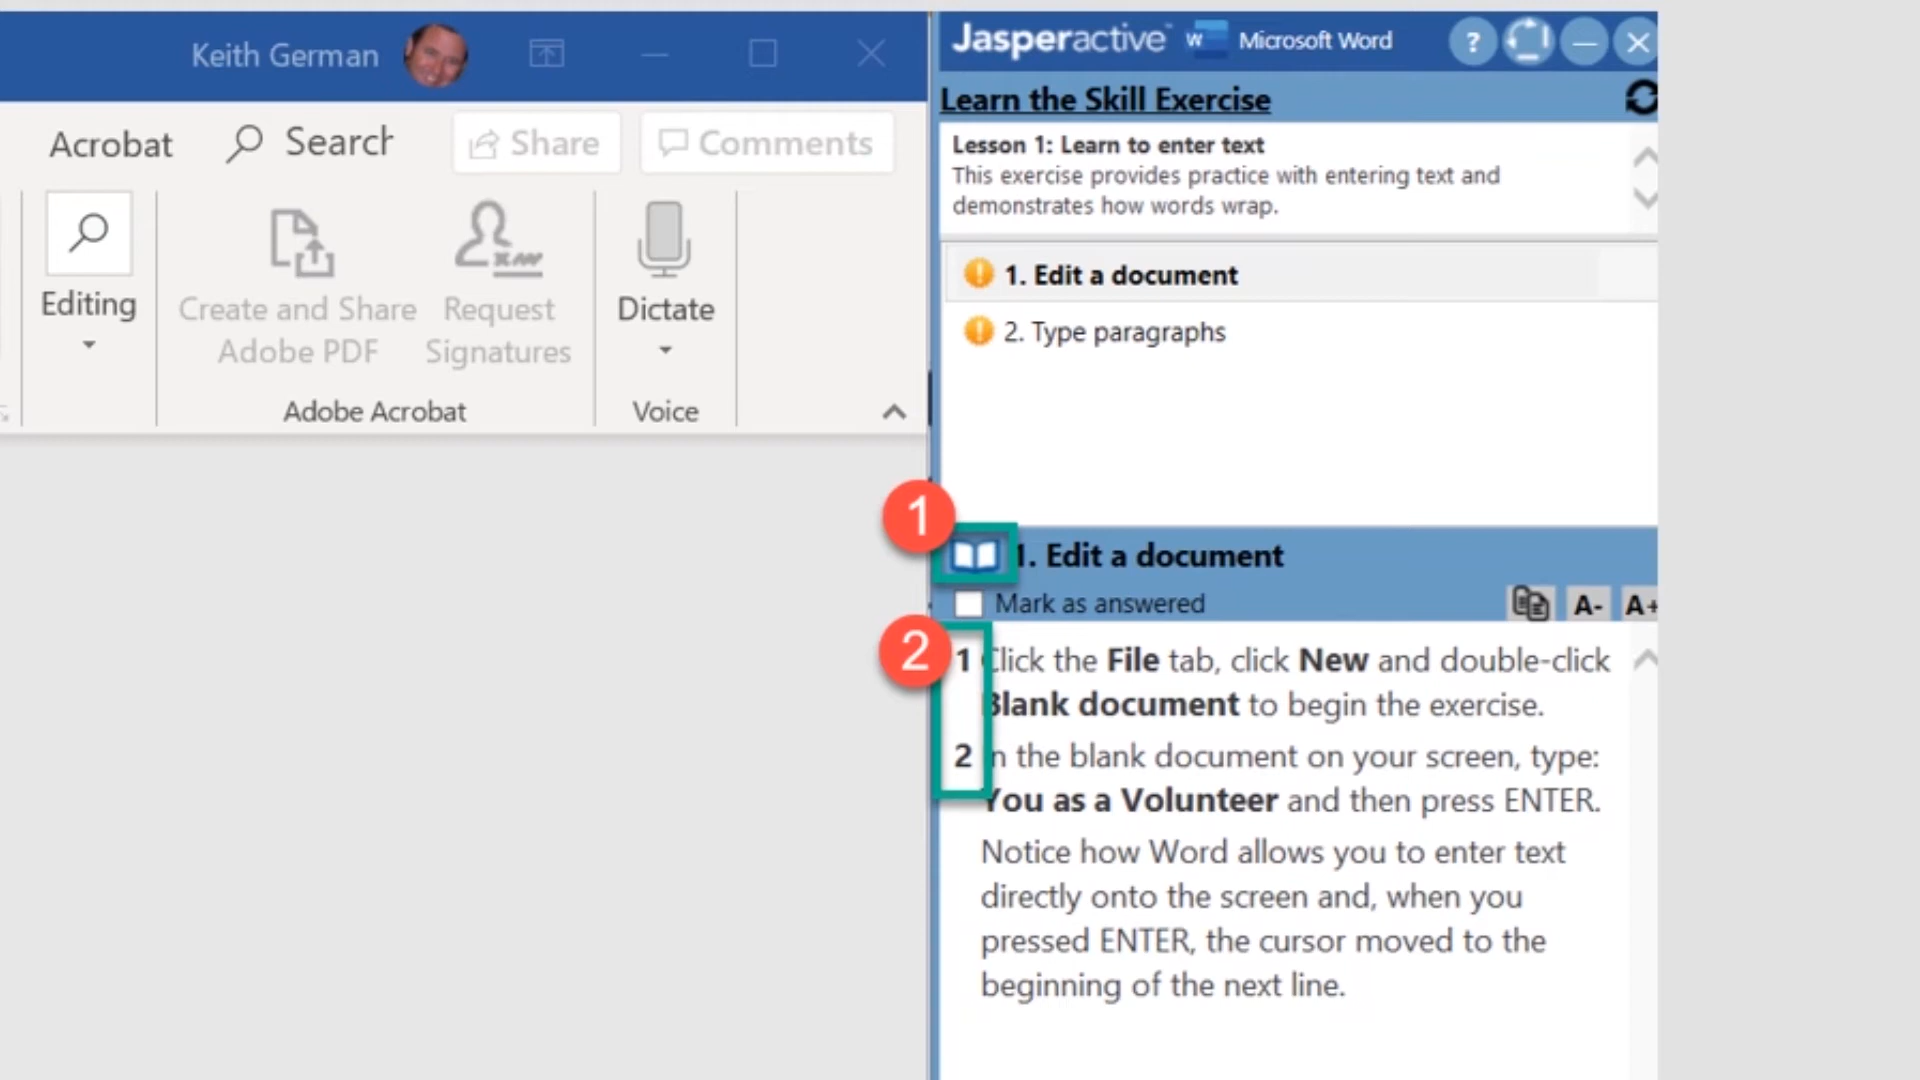 Keith German
Acrobat
Search
Share
Comments
Editing
Create and Share
Adobe PDF
Request
Signatures
Dictate
Adobe Acrobat
Voice
Jasperactive
W
Microsoft Word
?
Learn the Skill Exercise
Lesson 1: Learn to enter text
This exercise provides practice with entering text and
demonstrates how words wrap.
1. Edit a document
2. Type paragraphs
1
1. Edit a document
Mark as answered
A- A+
2
1 Click the File tab, click New and double-click
Blank document to begin the exercise.
2 In the blank document on your screen, type:
You as a Volunteer and then press ENTER.
Notice how Word allows you to enter text
directly onto the screen and, when you
pressed ENTER, the cursor moved to the
beginning of the next line.